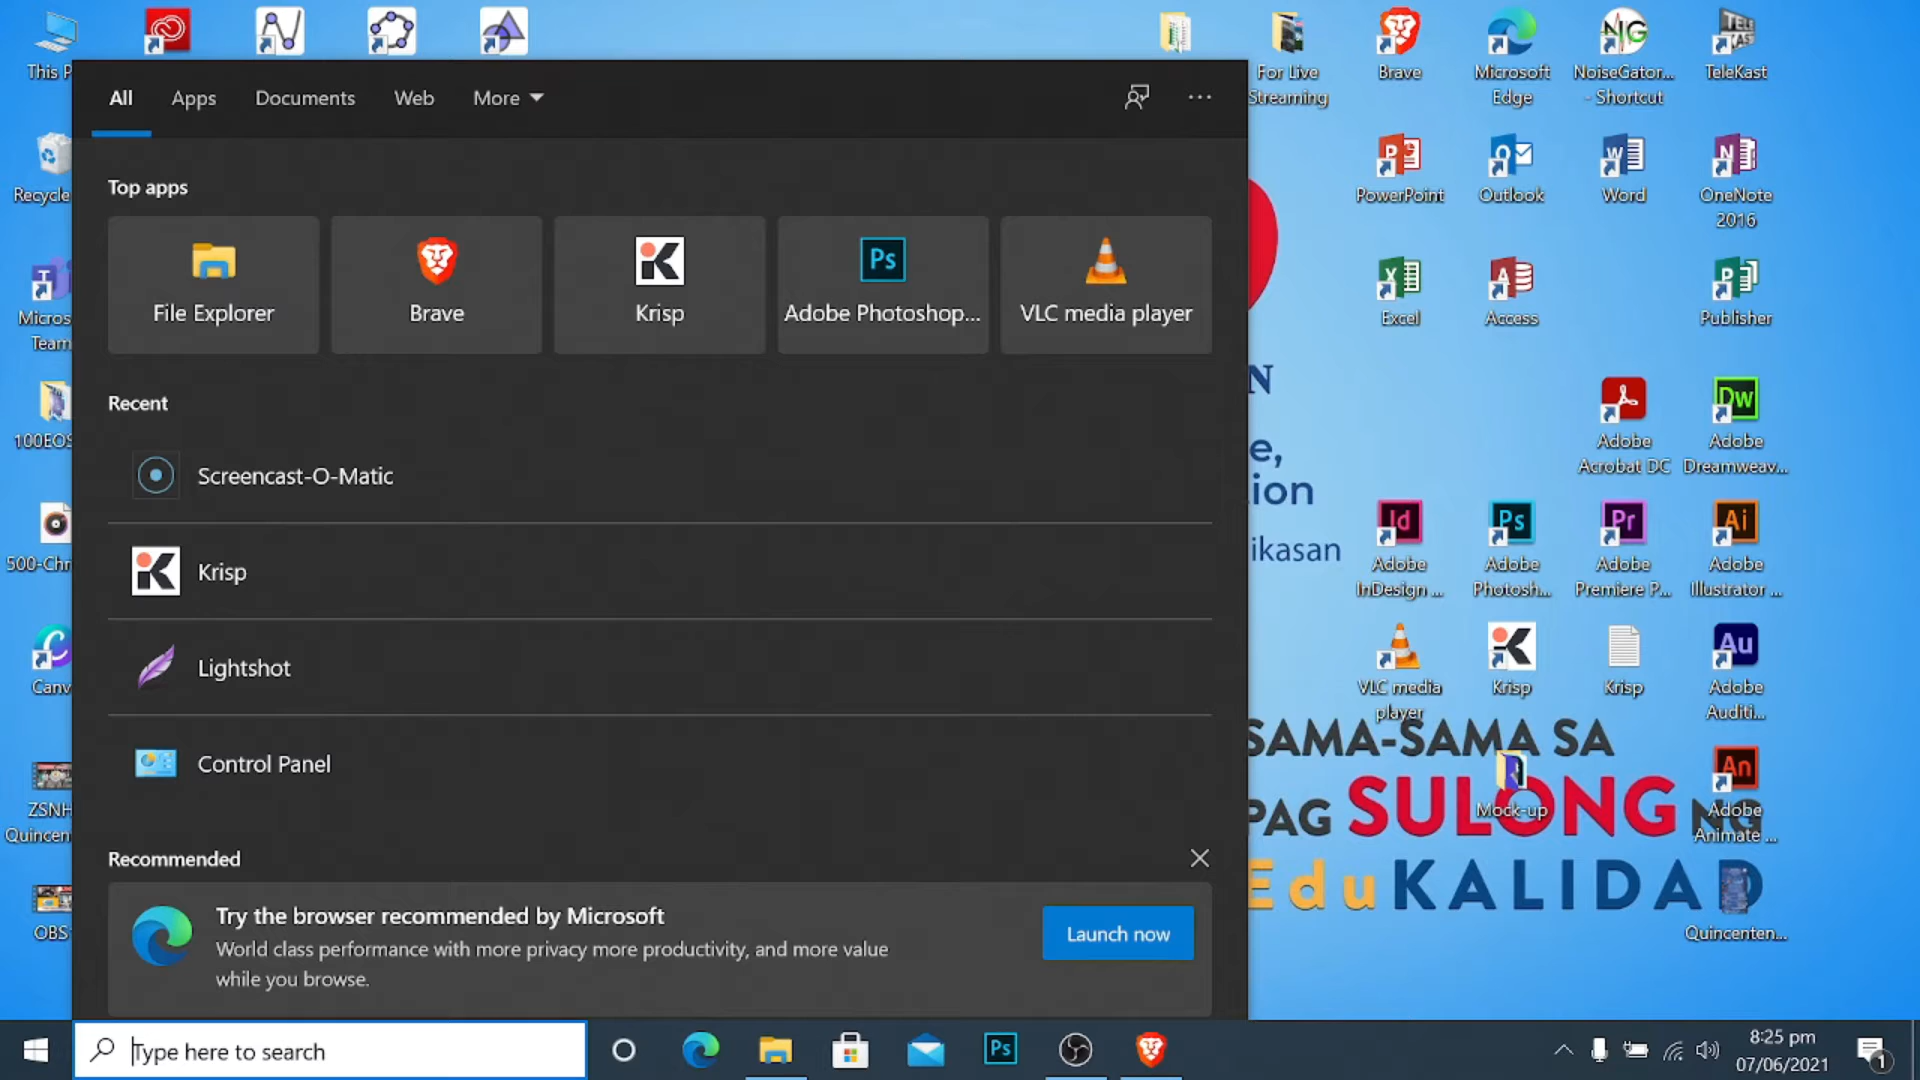 All
Apps
Documents
Web
More
Top apps
File Explorer
Brave
Krisp
Adobe Photoshop...
VLC media player
Recent
Screencast-O-Matic
Krisp
Lightshot
Control Panel
Recommended
Try the browser recommended by Microsoft
World class performance with more privacy more productivity, and more value
while you browse.
Launch now
Type here to search
This P
Recycle
Micros
Team
100EOS
500-Chr
Canv
ZSNH
Quincen
OBS
For Live
Streaming
Brave
Microsoft
Edge
NoiseGator...
- Shortcut
TeleKast
PowerPoint
Outlook
Word
OneNote
2016
Excel
Access
Publisher
Adobe
Acrobat DC
Adobe
Dreamweav...
Adobe
InDesign ...
Adobe
Photosh...
Adobe
Premiere P...
Adobe
Illustrator ...
VLC media
player
Krisp
Krisp
Adobe
Auditi...
Mock-up
Adobe
Animate ...
Quincenten...
N
e,
ion
ikasan
SAMA-SAMA SA
PAG SULONG NG
EduKALIDAD
8:25 pm
07/06/2021
1